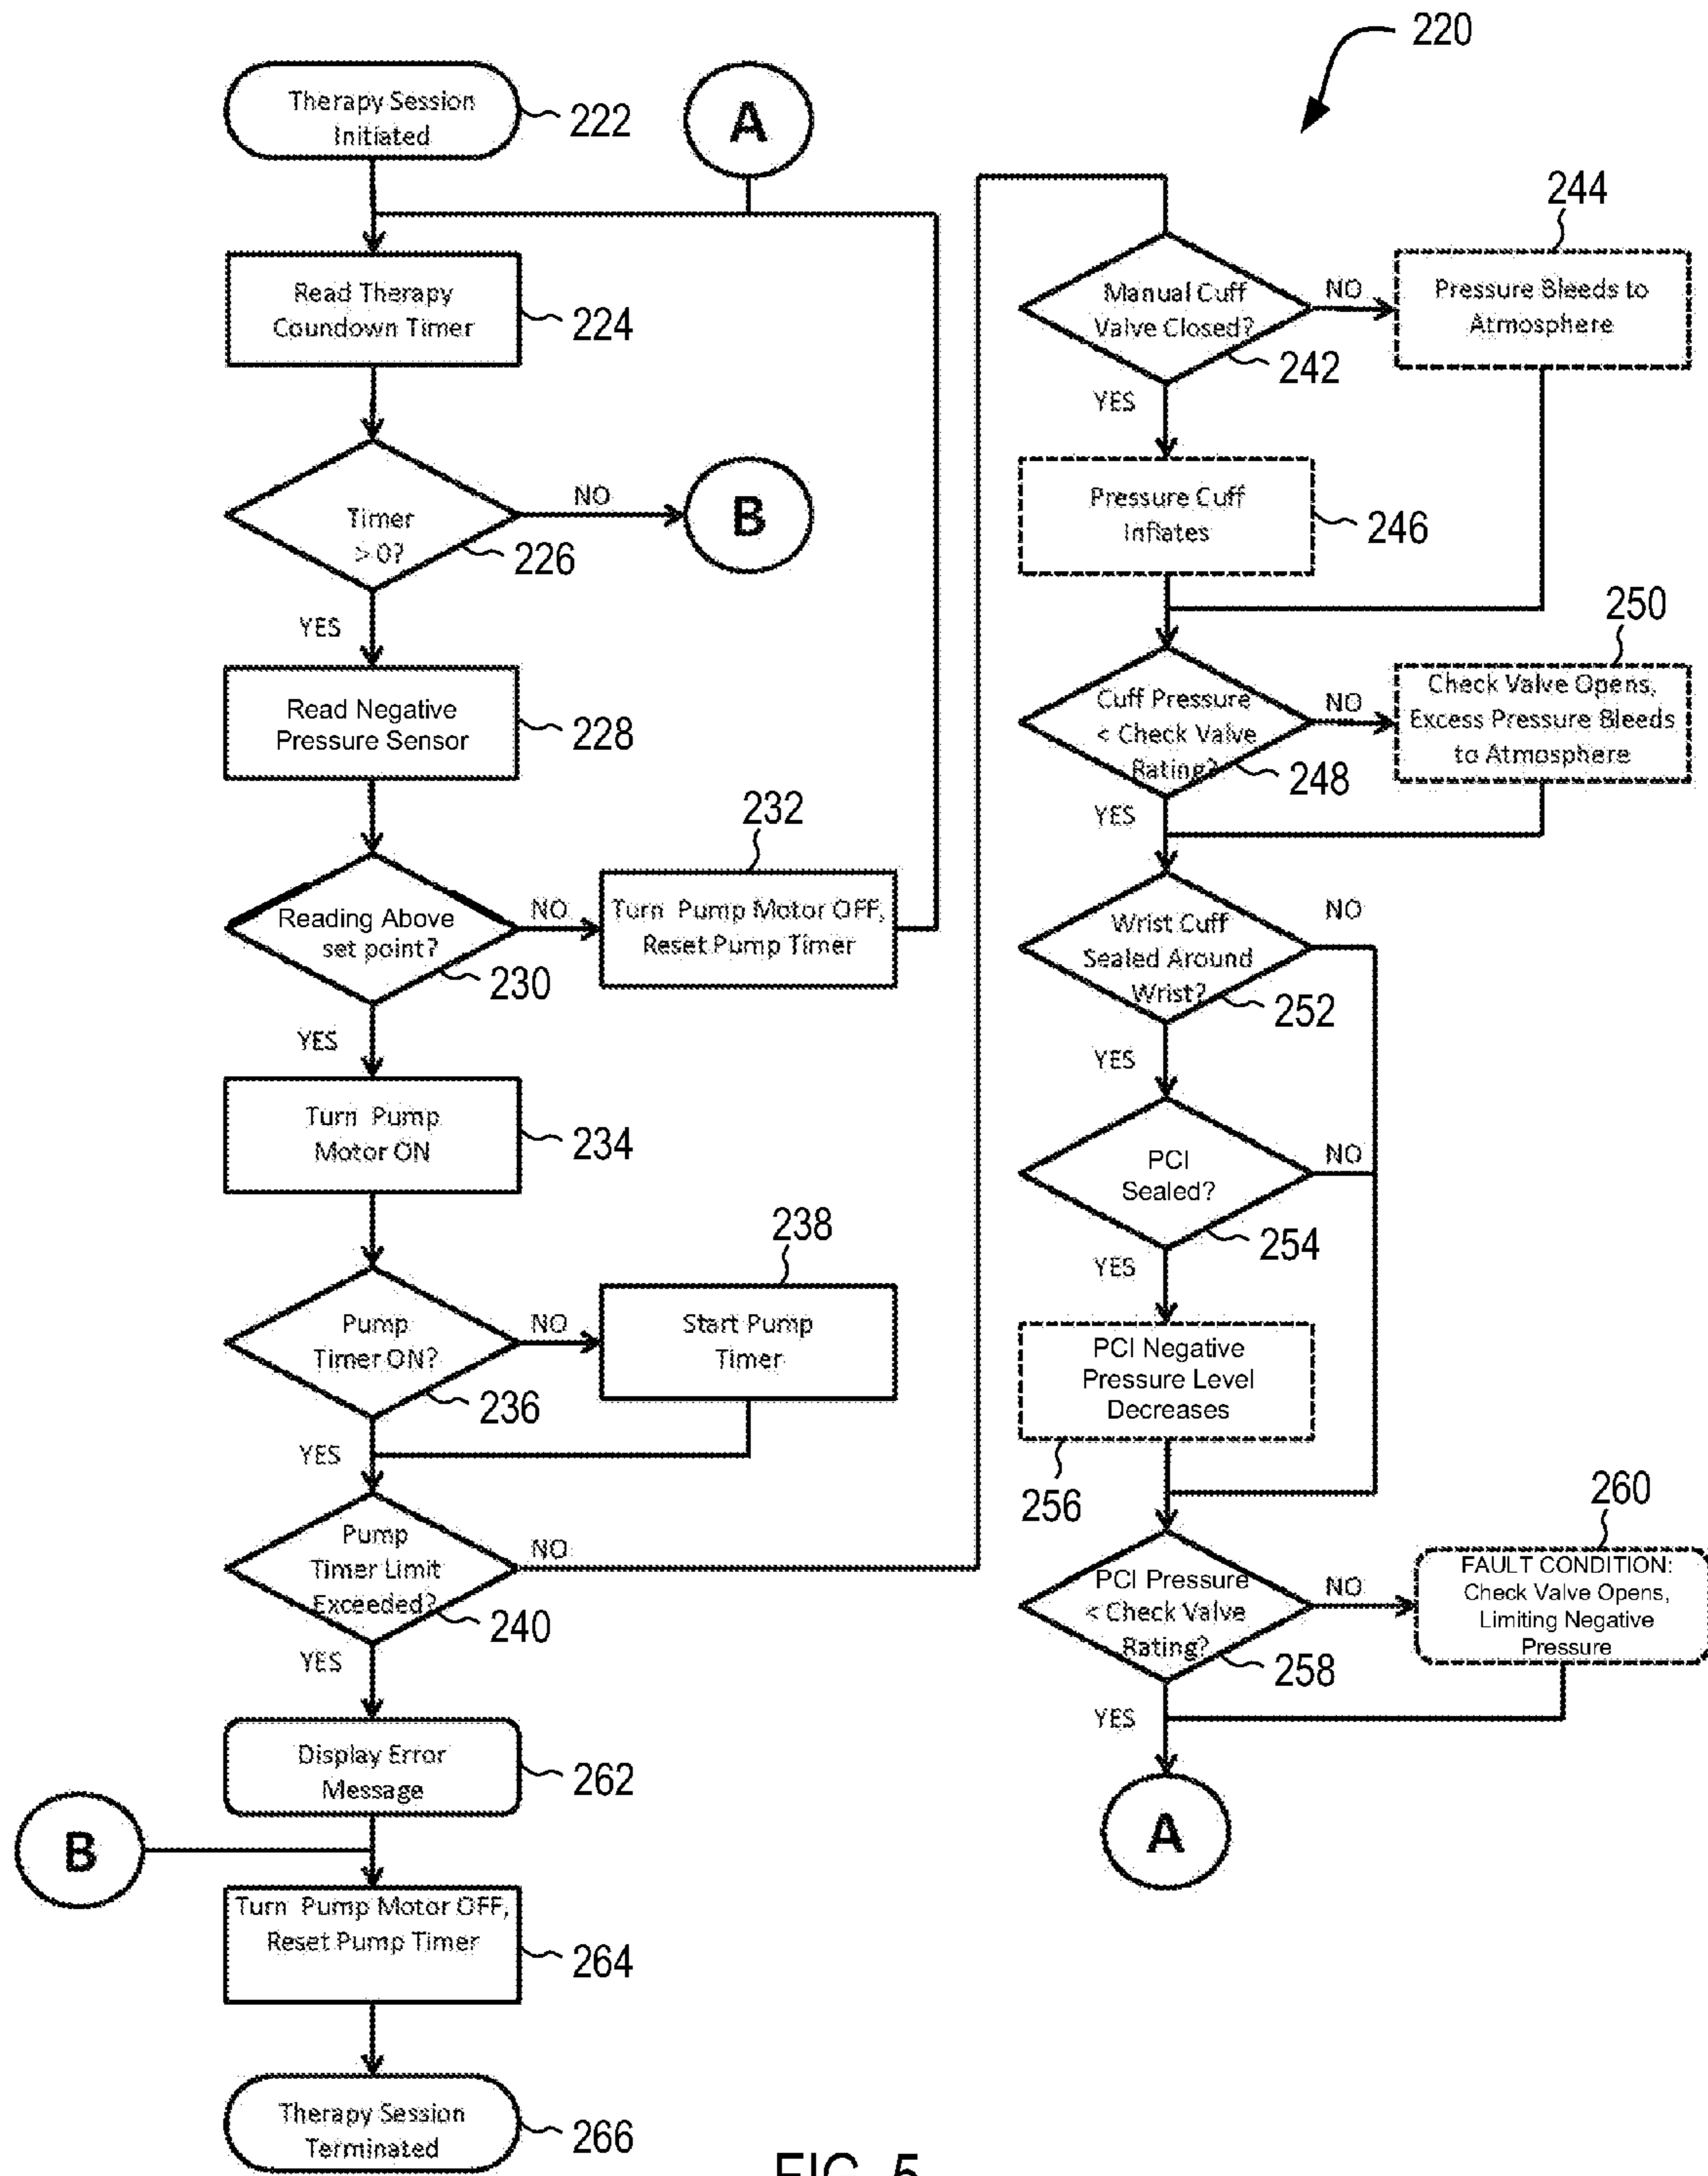 220
Therapy Session
Initiated
222
A
Read Therapy
Coundown Timer
224
Timer
> 0?
226
NO
B
YES
Read Negative
Pressure Sensor
228
Reading Above
set point?
230
NO
232
Turn Pump Motor OFF,
Reset Pump Timer
YES
Turn Pump
Motor ON
234
Pump
Timer ON?
236
NO
238
Start Pump
Timer
YES
Pump
Timer Limit
Exceeded?
240
NO
YES
Display Error
Message
262
B
Turn Pump Motor OFF,
Reset Pump Timer
264
Therapy Session
Terminated
266
Manual Cuff
Valve Closed?
242
NO
244
Pressure Bleeds to
Atmosphere
YES
Pressure Cuff
Inflates
246
Cuff Pressure
< Check Valve
Rating?
248
NO
250
Check Valve Opens,
Excess Pressure Bleeds
to Atmosphere
YES
Wrist Cuff
Sealed Around
Wrist?
252
NO
YES
PCI
Sealed?
254
NO
YES
PCI Negative
Pressure Level
Decreases
256
PCI Pressure
< Check Valve
Rating?
258
NO
260
FAULT CONDITION:
Check Valve Opens,
Limiting Negative
Pressure
YES
A
FIG. 5